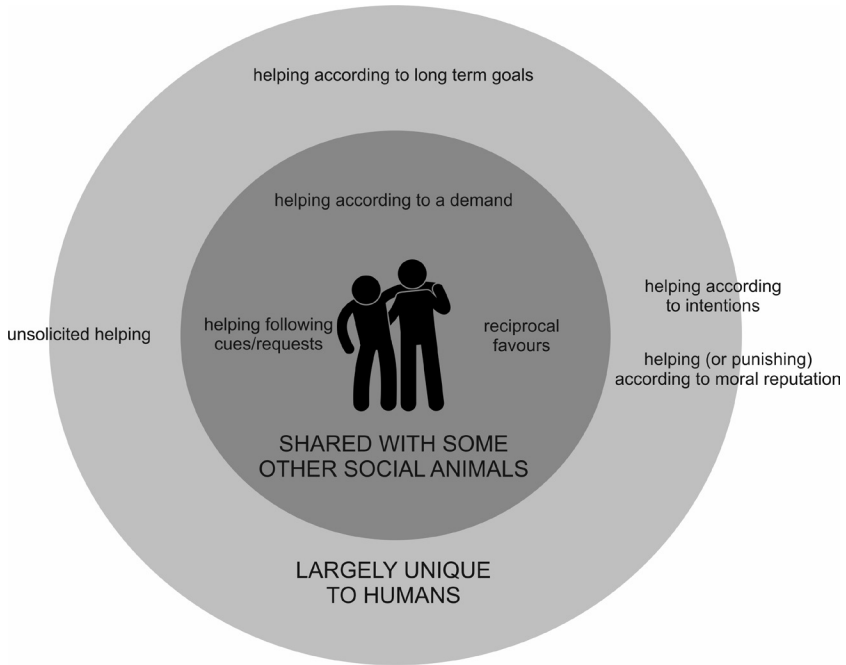 helping according to long term goals
helping according to a demand
helping according
to intentions
unsolicited helping
helping following
cues/requests
reciprocal
favours
helping (or punishing)
according to moral reputation
SHARED WITH SOME
OTHER SOCIAL ANIMALS
LARGELY UNIQUE
TO HUMANS